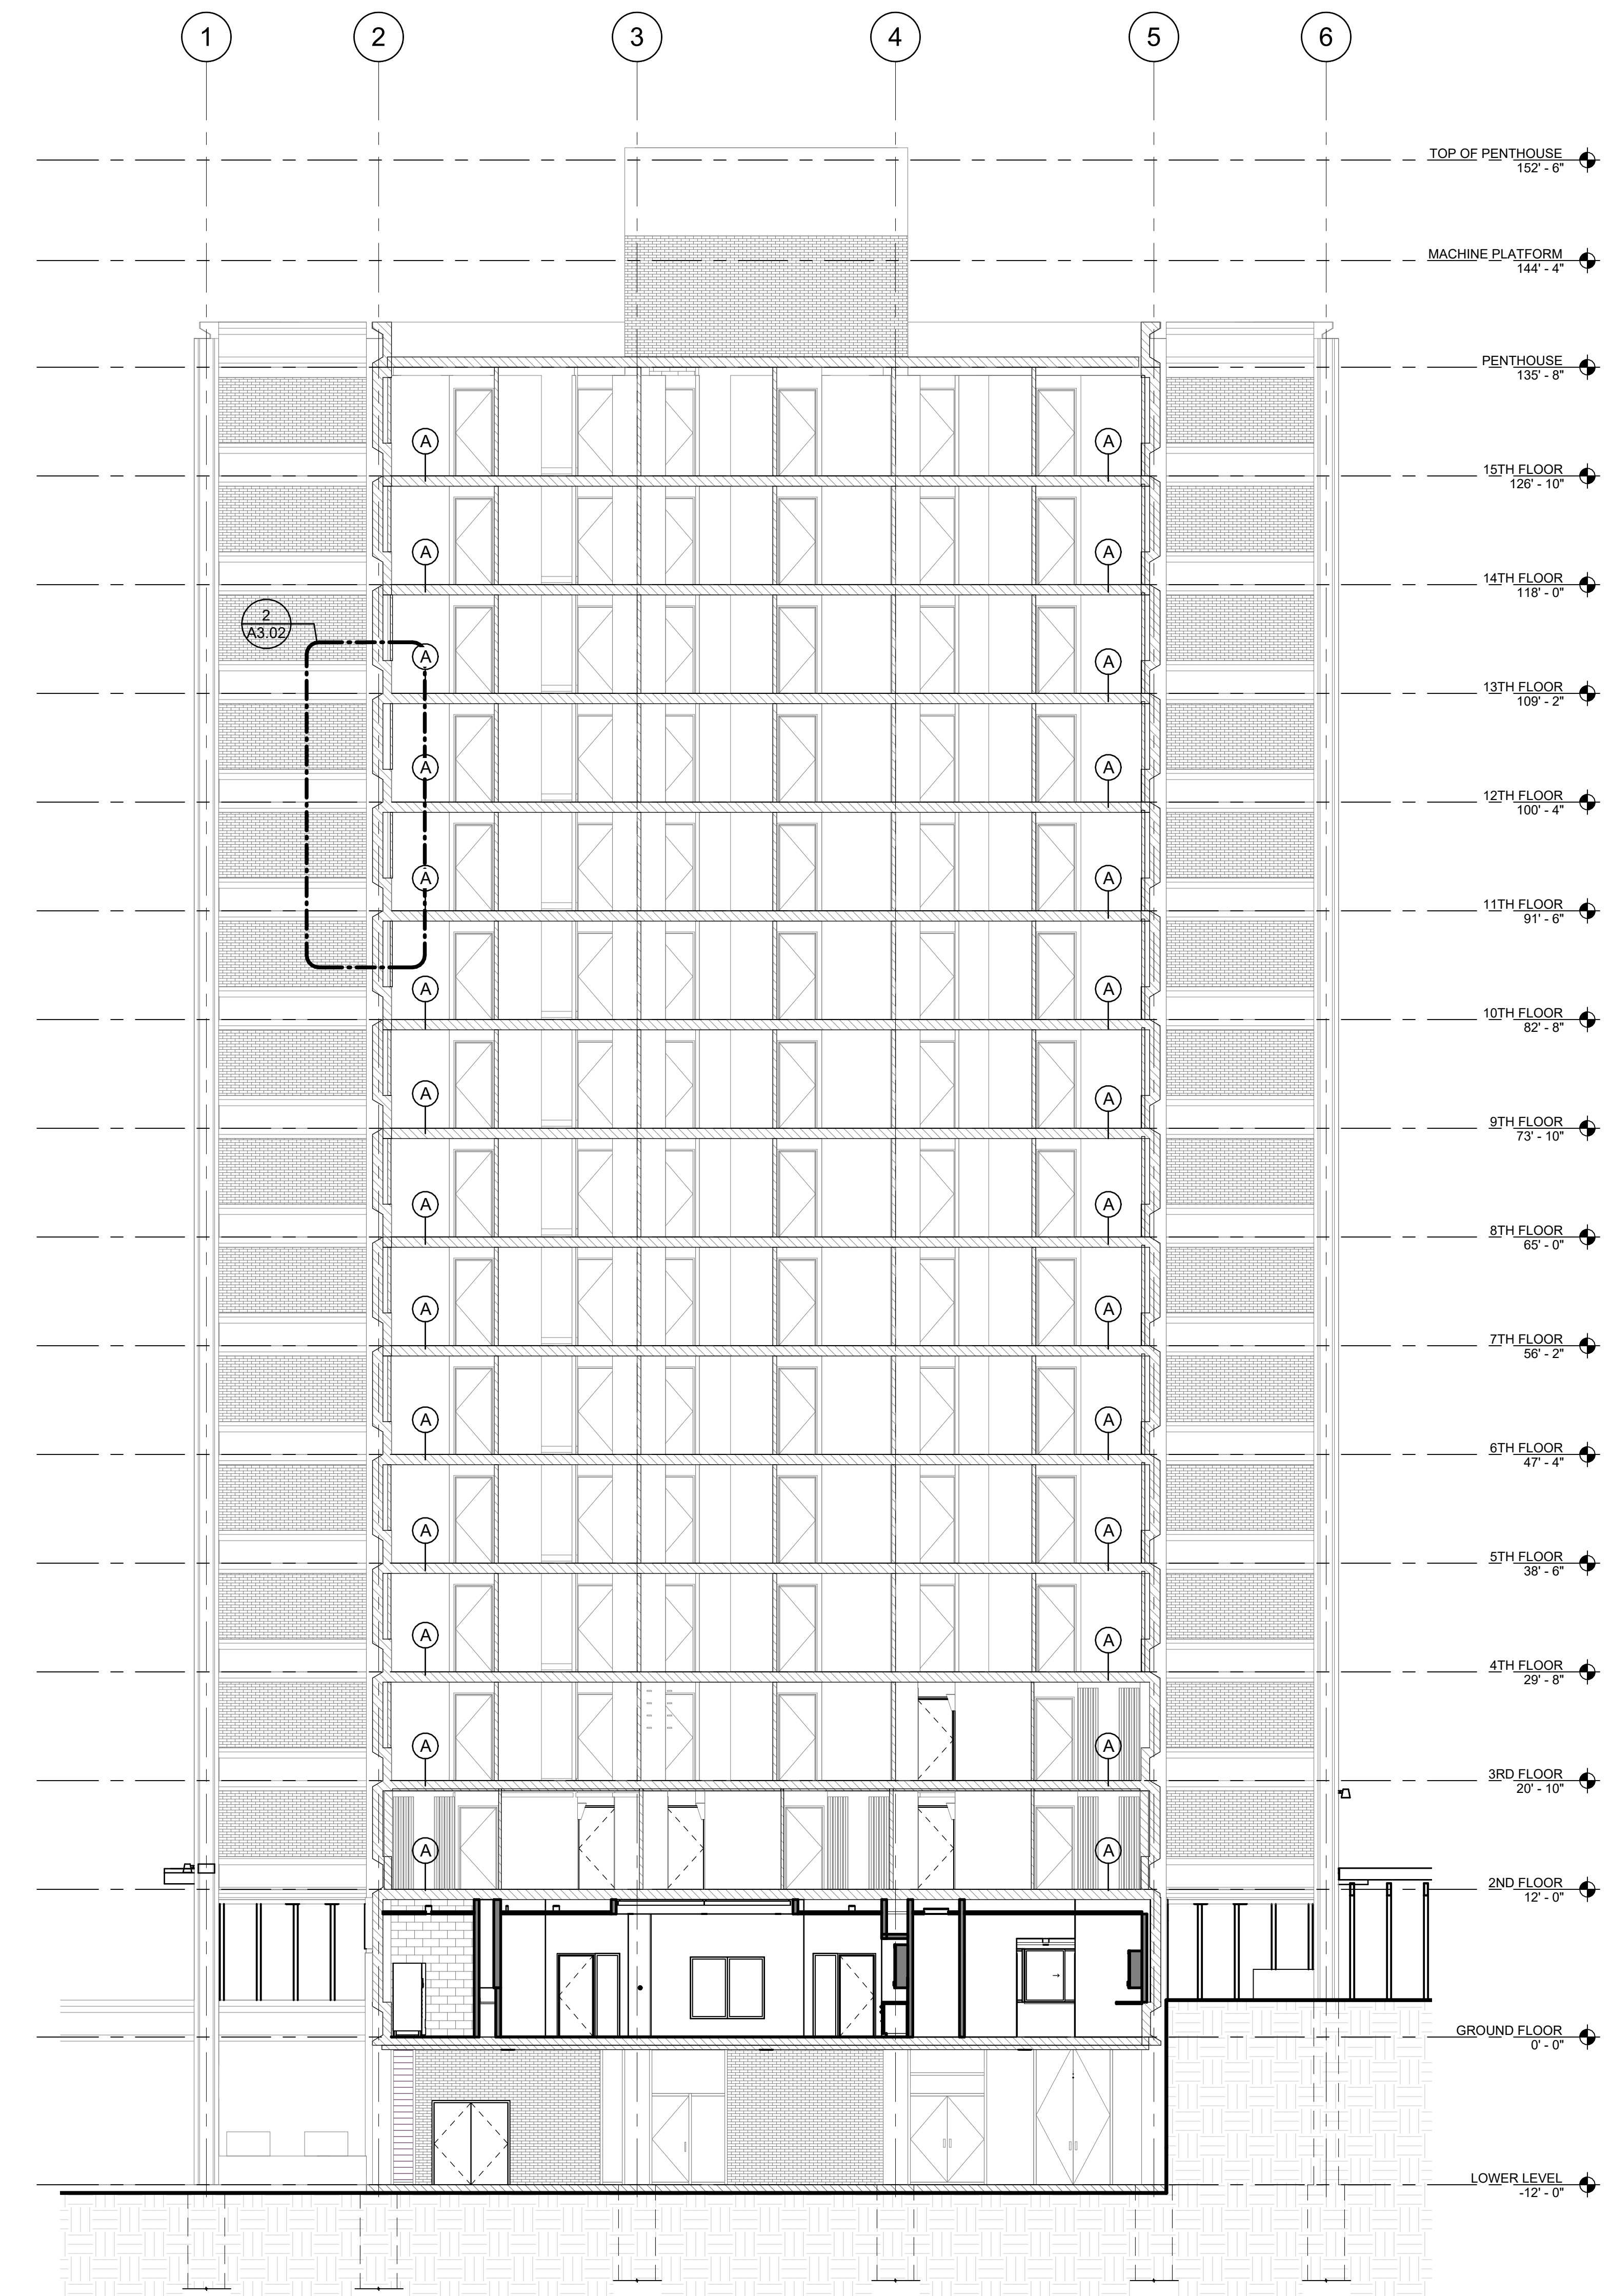 1 2 3 4 5 6
TOP OF PENTHOUSE
152' - 6"
MACHINE PLATFORM
144' - 4"
PENTHOUSE
135' - 8"
A A
15TH FLOOR
126' - 10"
A A
14TH FLOOR
118' - 0"
2
A3.02
A A
13TH FLOOR
109' - 2"
A A
12TH FLOOR
100' - 4"
A A
11TH FLOOR
91' - 6"
A A
10TH FLOOR
82' - 8"
A A
9TH FLOOR
73' - 10"
A A
8TH FLOOR
65' - 0"
A A
7TH FLOOR
56' - 2"
A A
6TH FLOOR
47' - 4"
A A
5TH FLOOR
38' - 6"
A A
4TH FLOOR
29' - 8"
A A
3RD FLOOR
20' - 10"
A A
2ND FLOOR
12' - 0"
GROUND FLOOR
0' - 0"
LOWER LEVEL
-12' - 0"